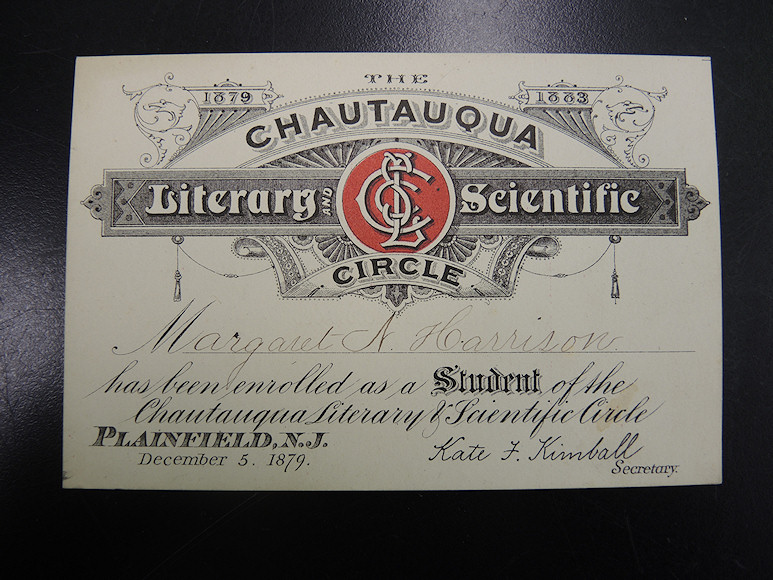 THE
1879 1883
CHAUTAUQUA
Literary AND Scientific
CLSC
CIRCLE
Margaret N. Harrison
has been enrolled as a Student of the
Chautauqua Literary & Scientific Circle
PLAINFIELD, N.J.
December 5. 1879.
Kate F. Kimball
Secretary.